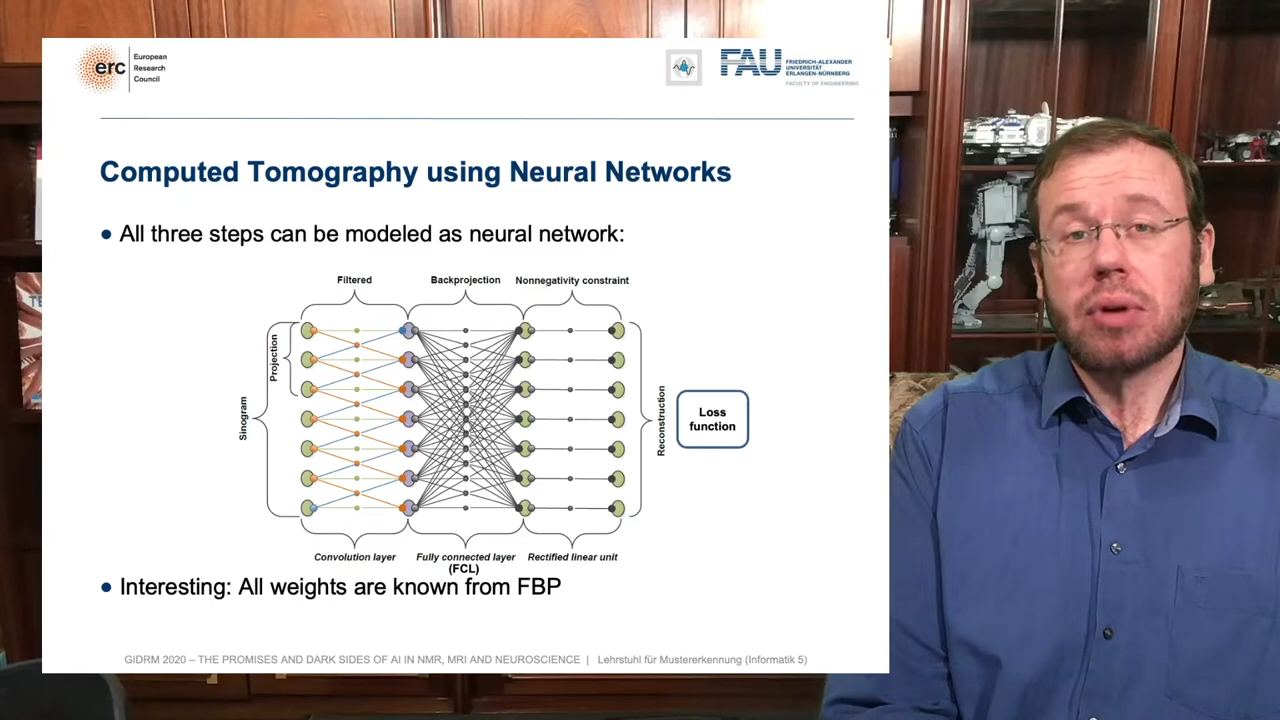 erc
European
Research
Council
FAU
FRIEDRICH-ALEXANDER
UNIVERSITÄT
ERLANGEN-NÜRNBERG
FACULTY OF ENGINEERING
Computed Tomography using Neural Networks
• All three steps can be modeled as neural network:
Filtered
Backprojection
Nonnegativity constraint
Projection
Sinogram
Reconstruction
Loss
function
Convolution layer
Fully connected layer
(FCL)
Rectified linear unit
• Interesting: All weights are known from FBP
GIDRM 2020 – THE PROMISES AND DARK SIDES OF AI IN NMR, MRI AND NEUROSCIENCE | Lehrstuhl für Mustererkennung (Informatik 5)